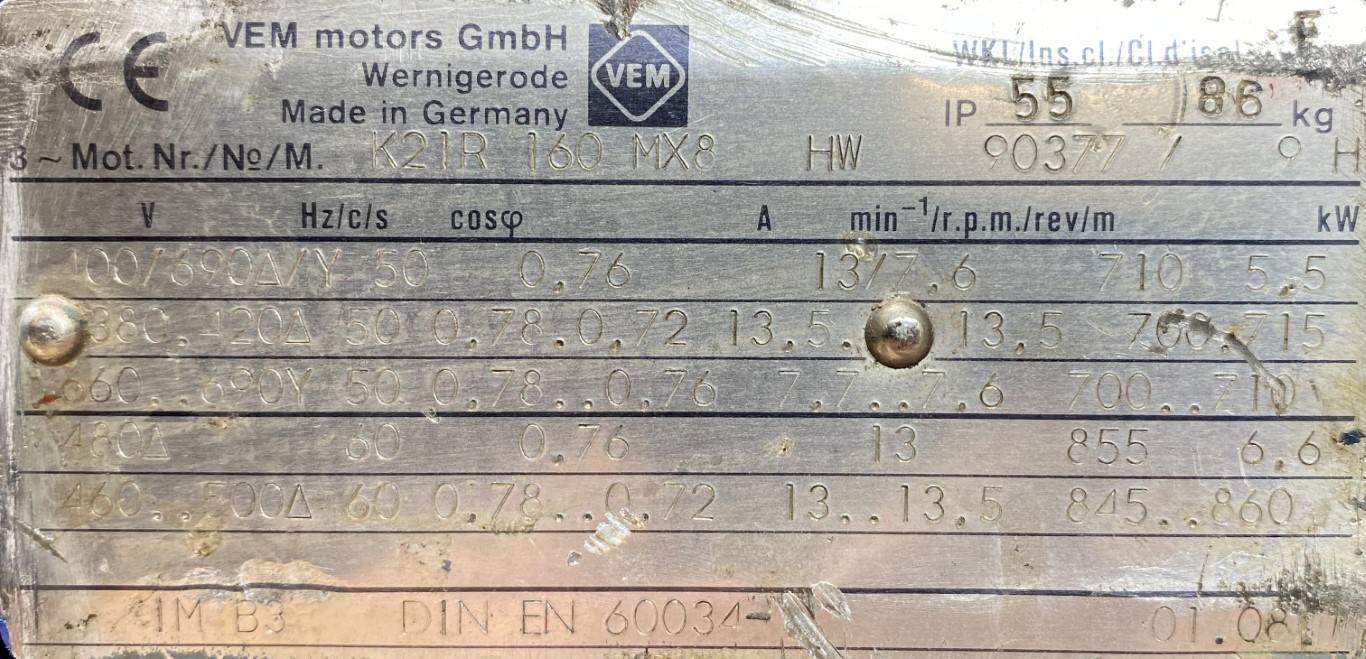 CE VEM motors GmbH VEM WKl./Ins.cl./Cl.d'isol. F
Wernigerode
Made in Germany IP 55 86 kg
3 ~ Mot. Nr./№/M. K21R 160 MX8 HW 90377 / 9 H
V Hz/c/s cosφ A min⁻¹/r.p.m./rev/m kW
400/690Δ/Y 50 0.76 13/7.6 710 5.5
380..420Δ 50 0.78..0.72 13.5..13.5 700..715
660..690Y 50 0.78..0.76 7.7..7.6 700..710
480Δ 60 0.76 13 855 6.6
460..500Δ 60 0.78..0.72 13..13.5 845..860
IM B3 DIN EN 60034-